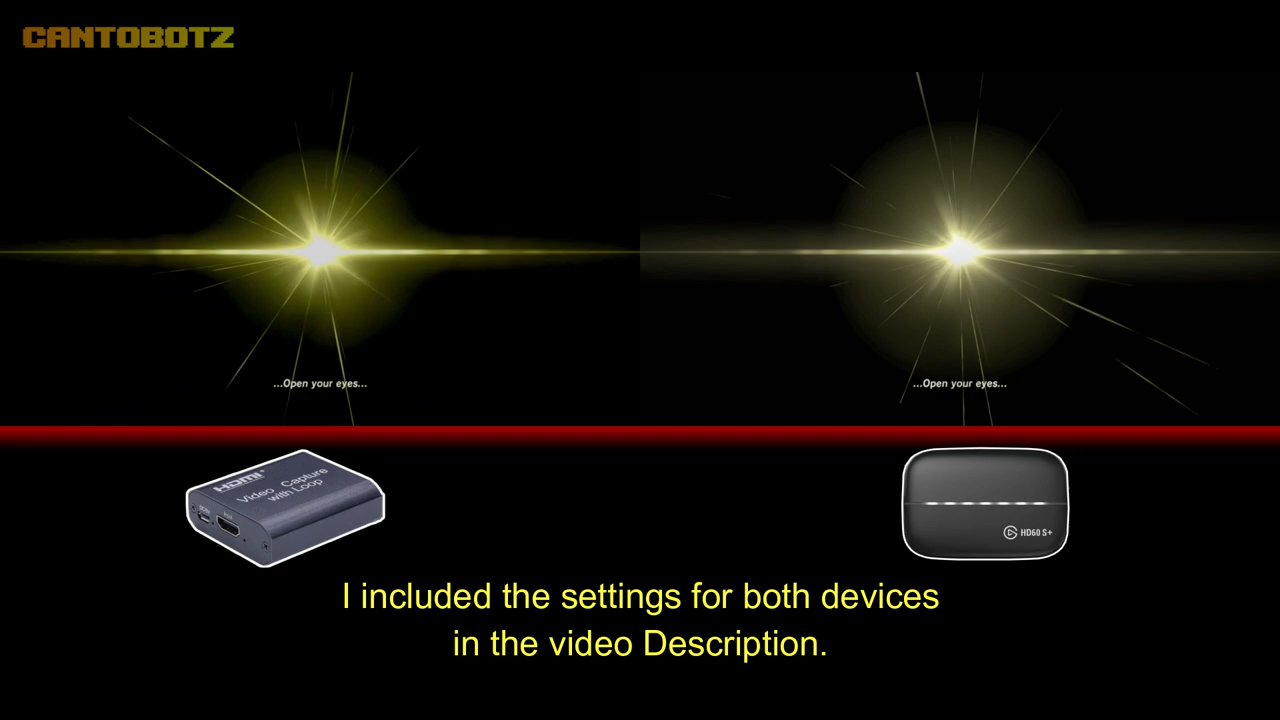 CANTOBOTZ
...Open your eyes...
...Open your eyes...
HDMI
Video Capture
with Loop
Input
HD60 S+
I included the settings for both devices
in the video Description.